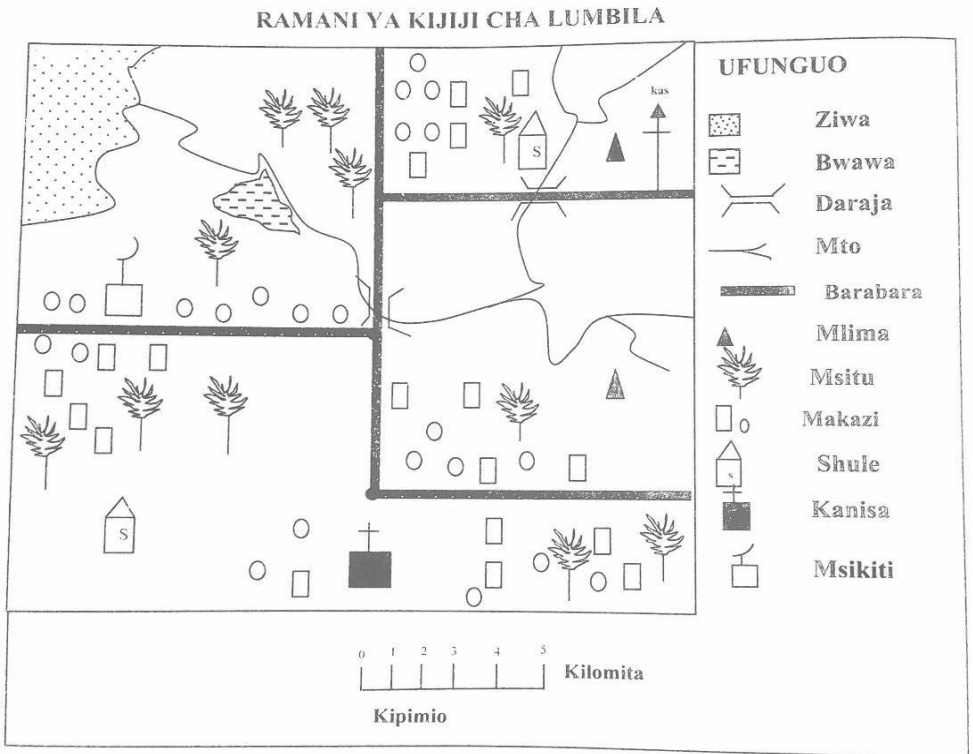 RAMANI YA KIJIJI CHA LUMBILA
kas
S
S
UFUNGUO
Ziwa
Bwawa
Daraja
Mto
Barabara
Mlima
Msitu
Makazi
s
Shule
Kanisa
Msikiti
0 1 2 3 4 5
Kilomita
Kipimio